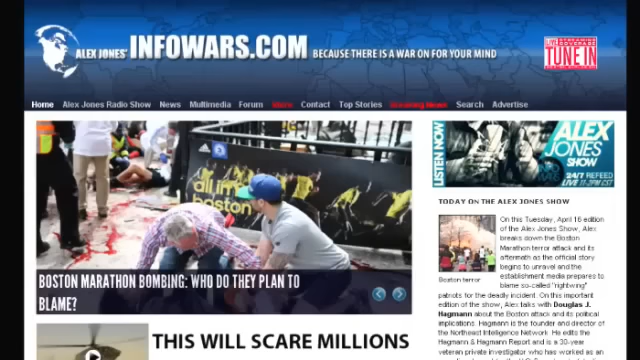 ALEX JONES' INFOWARS.COM BECAUSE THERE IS A WAR ON FOR YOUR MIND
TUNE IN
Home Alex Jones Radio Show News Multimedia Forum Store Contact Top Stories Breaking News Search Advertise
all in
boston
BOSTON MARATHON BOMBING: WHO DO THEY PLAN TO
BLAME?
THIS WILL SCARE MILLIONS
LISTEN NOW
ALEX
JONES
SHOW
24/7 REFEED
LIVE 11-2PM CST
TODAY ON THE ALEX JONES SHOW
Boston terror
On this Tuesday, April 16 edition
of the Alex Jones Show, Alex
breaks down the Boston
Marathon terror attack and its
aftermath as the official story
begins to unravel and the
establishment media prepares to
blame so-called "rightwing"
patriots for the deadly incident. On this important
edition of the show, Alex talks with Douglas J.
Hagmann about the Boston attack and its political
implications. Hagmann is the founder and director of
the Northeast Intelligence Network. He edits the
Hagmann & Hagmann Report and is a 30-year
veteran private investigator who has worked as an